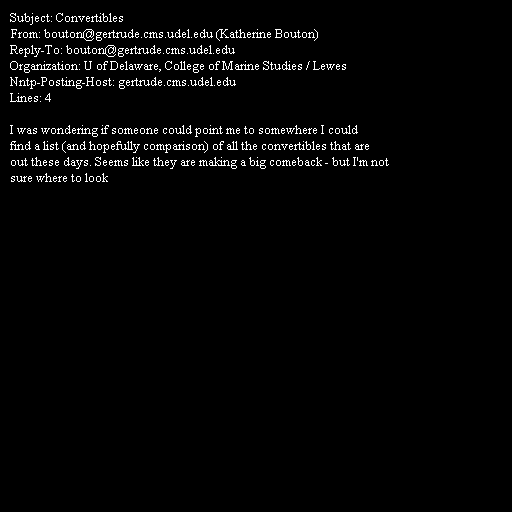 Subject: Convertibles
From: bouton@gertrude.cms.udel.edu (Katherine Bouton)
Reply-To: bouton@gertrude.cms.udel.edu
Organization: U of Delaware, College of Marine Studies / Lewes
Nntp-Posting-Host: gertrude.cms.udel.edu
Lines: 4

I was wondering if someone could point me to somewhere I could
find a list (and hopefully comparison) of all the convertibles that are
out these days. Seems like they are making a big comeback - but I'm not
sure where to look